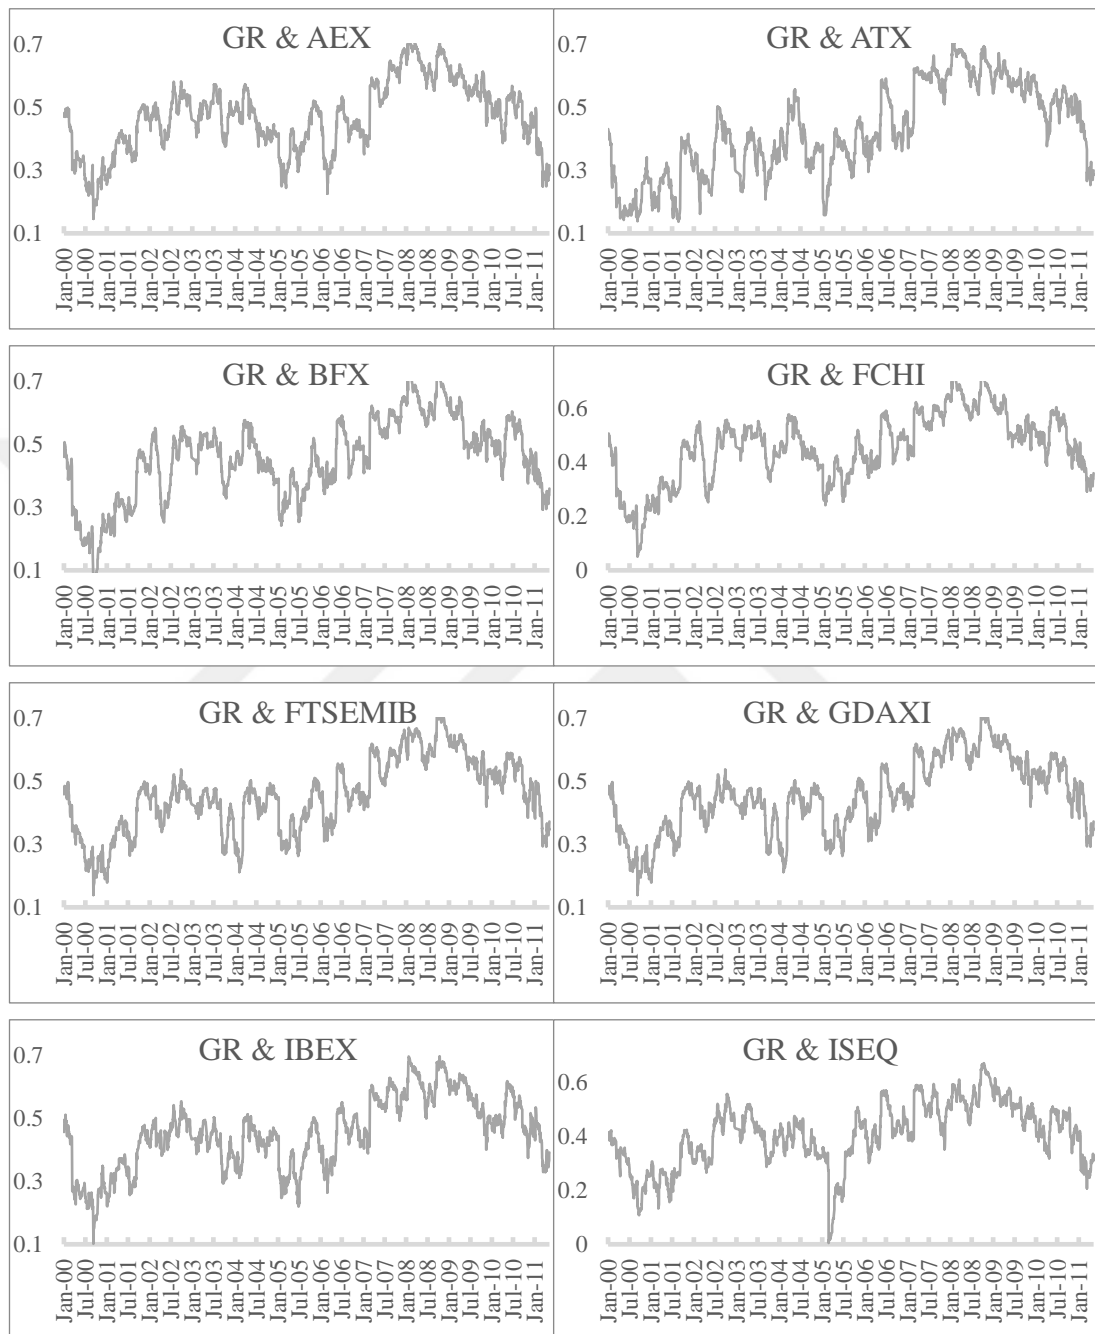 GR & AEX
0.7
0.5
0.3
0.1
Jan-00 Jul-00 Jan-01 Jul-01 Jan-02 Jul-02 Jan-03 Jul-03 Jan-04 Jul-04 Jan-05 Jul-05 Jan-06 Jul-06 Jan-07 Jul-07 Jan-08 Jul-08 Jan-09 Jul-09 Jan-10 Jul-10 Jan-11
GR & ATX
0.7
0.5
0.3
0.1
Jan-00 Jul-00 Jan-01 Jul-01 Jan-02 Jul-02 Jan-03 Jul-03 Jan-04 Jul-04 Jan-05 Jul-05 Jan-06 Jul-06 Jan-07 Jul-07 Jan-08 Jul-08 Jan-09 Jul-09 Jan-10 Jul-10 Jan-11
GR & BFX
0.7
0.5
0.3
0.1
Jan-00 Jul-00 Jan-01 Jul-01 Jan-02 Jul-02 Jan-03 Jul-03 Jan-04 Jul-04 Jan-05 Jul-05 Jan-06 Jul-06 Jan-07 Jul-07 Jan-08 Jul-08 Jan-09 Jul-09 Jan-10 Jul-10 Jan-11
GR & FCHI
0.6
0.4
0.2
0
Jan-00 Jul-00 Jan-01 Jul-01 Jan-02 Jul-02 Jan-03 Jul-03 Jan-04 Jul-04 Jan-05 Jul-05 Jan-06 Jul-06 Jan-07 Jul-07 Jan-08 Jul-08 Jan-09 Jul-09 Jan-10 Jul-10 Jan-11
GR & FTSEMIB
0.7
0.5
0.3
0.1
Jan-00 Jul-00 Jan-01 Jul-01 Jan-02 Jul-02 Jan-03 Jul-03 Jan-04 Jul-04 Jan-05 Jul-05 Jan-06 Jul-06 Jan-07 Jul-07 Jan-08 Jul-08 Jan-09 Jul-09 Jan-10 Jul-10 Jan-11
GR & GDAXI
0.7
0.5
0.3
0.1
Jan-00 Jul-00 Jan-01 Jul-01 Jan-02 Jul-02 Jan-03 Jul-03 Jan-04 Jul-04 Jan-05 Jul-05 Jan-06 Jul-06 Jan-07 Jul-07 Jan-08 Jul-08 Jan-09 Jul-09 Jan-10 Jul-10 Jan-11
GR & IBEX
0.7
0.5
0.3
0.1
Jan-00 Jul-00 Jan-01 Jul-01 Jan-02 Jul-02 Jan-03 Jul-03 Jan-04 Jul-04 Jan-05 Jul-05 Jan-06 Jul-06 Jan-07 Jul-07 Jan-08 Jul-08 Jan-09 Jul-09 Jan-10 Jul-10 Jan-11
GR & ISEQ
0.6
0.4
0.2
0
Jan-00 Jul-00 Jan-01 Jul-01 Jan-02 Jul-02 Jan-03 Jul-03 Jan-04 Jul-04 Jan-05 Jul-05 Jan-06 Jul-06 Jan-07 Jul-07 Jan-08 Jul-08 Jan-09 Jul-09 Jan-10 Jul-10 Jan-11